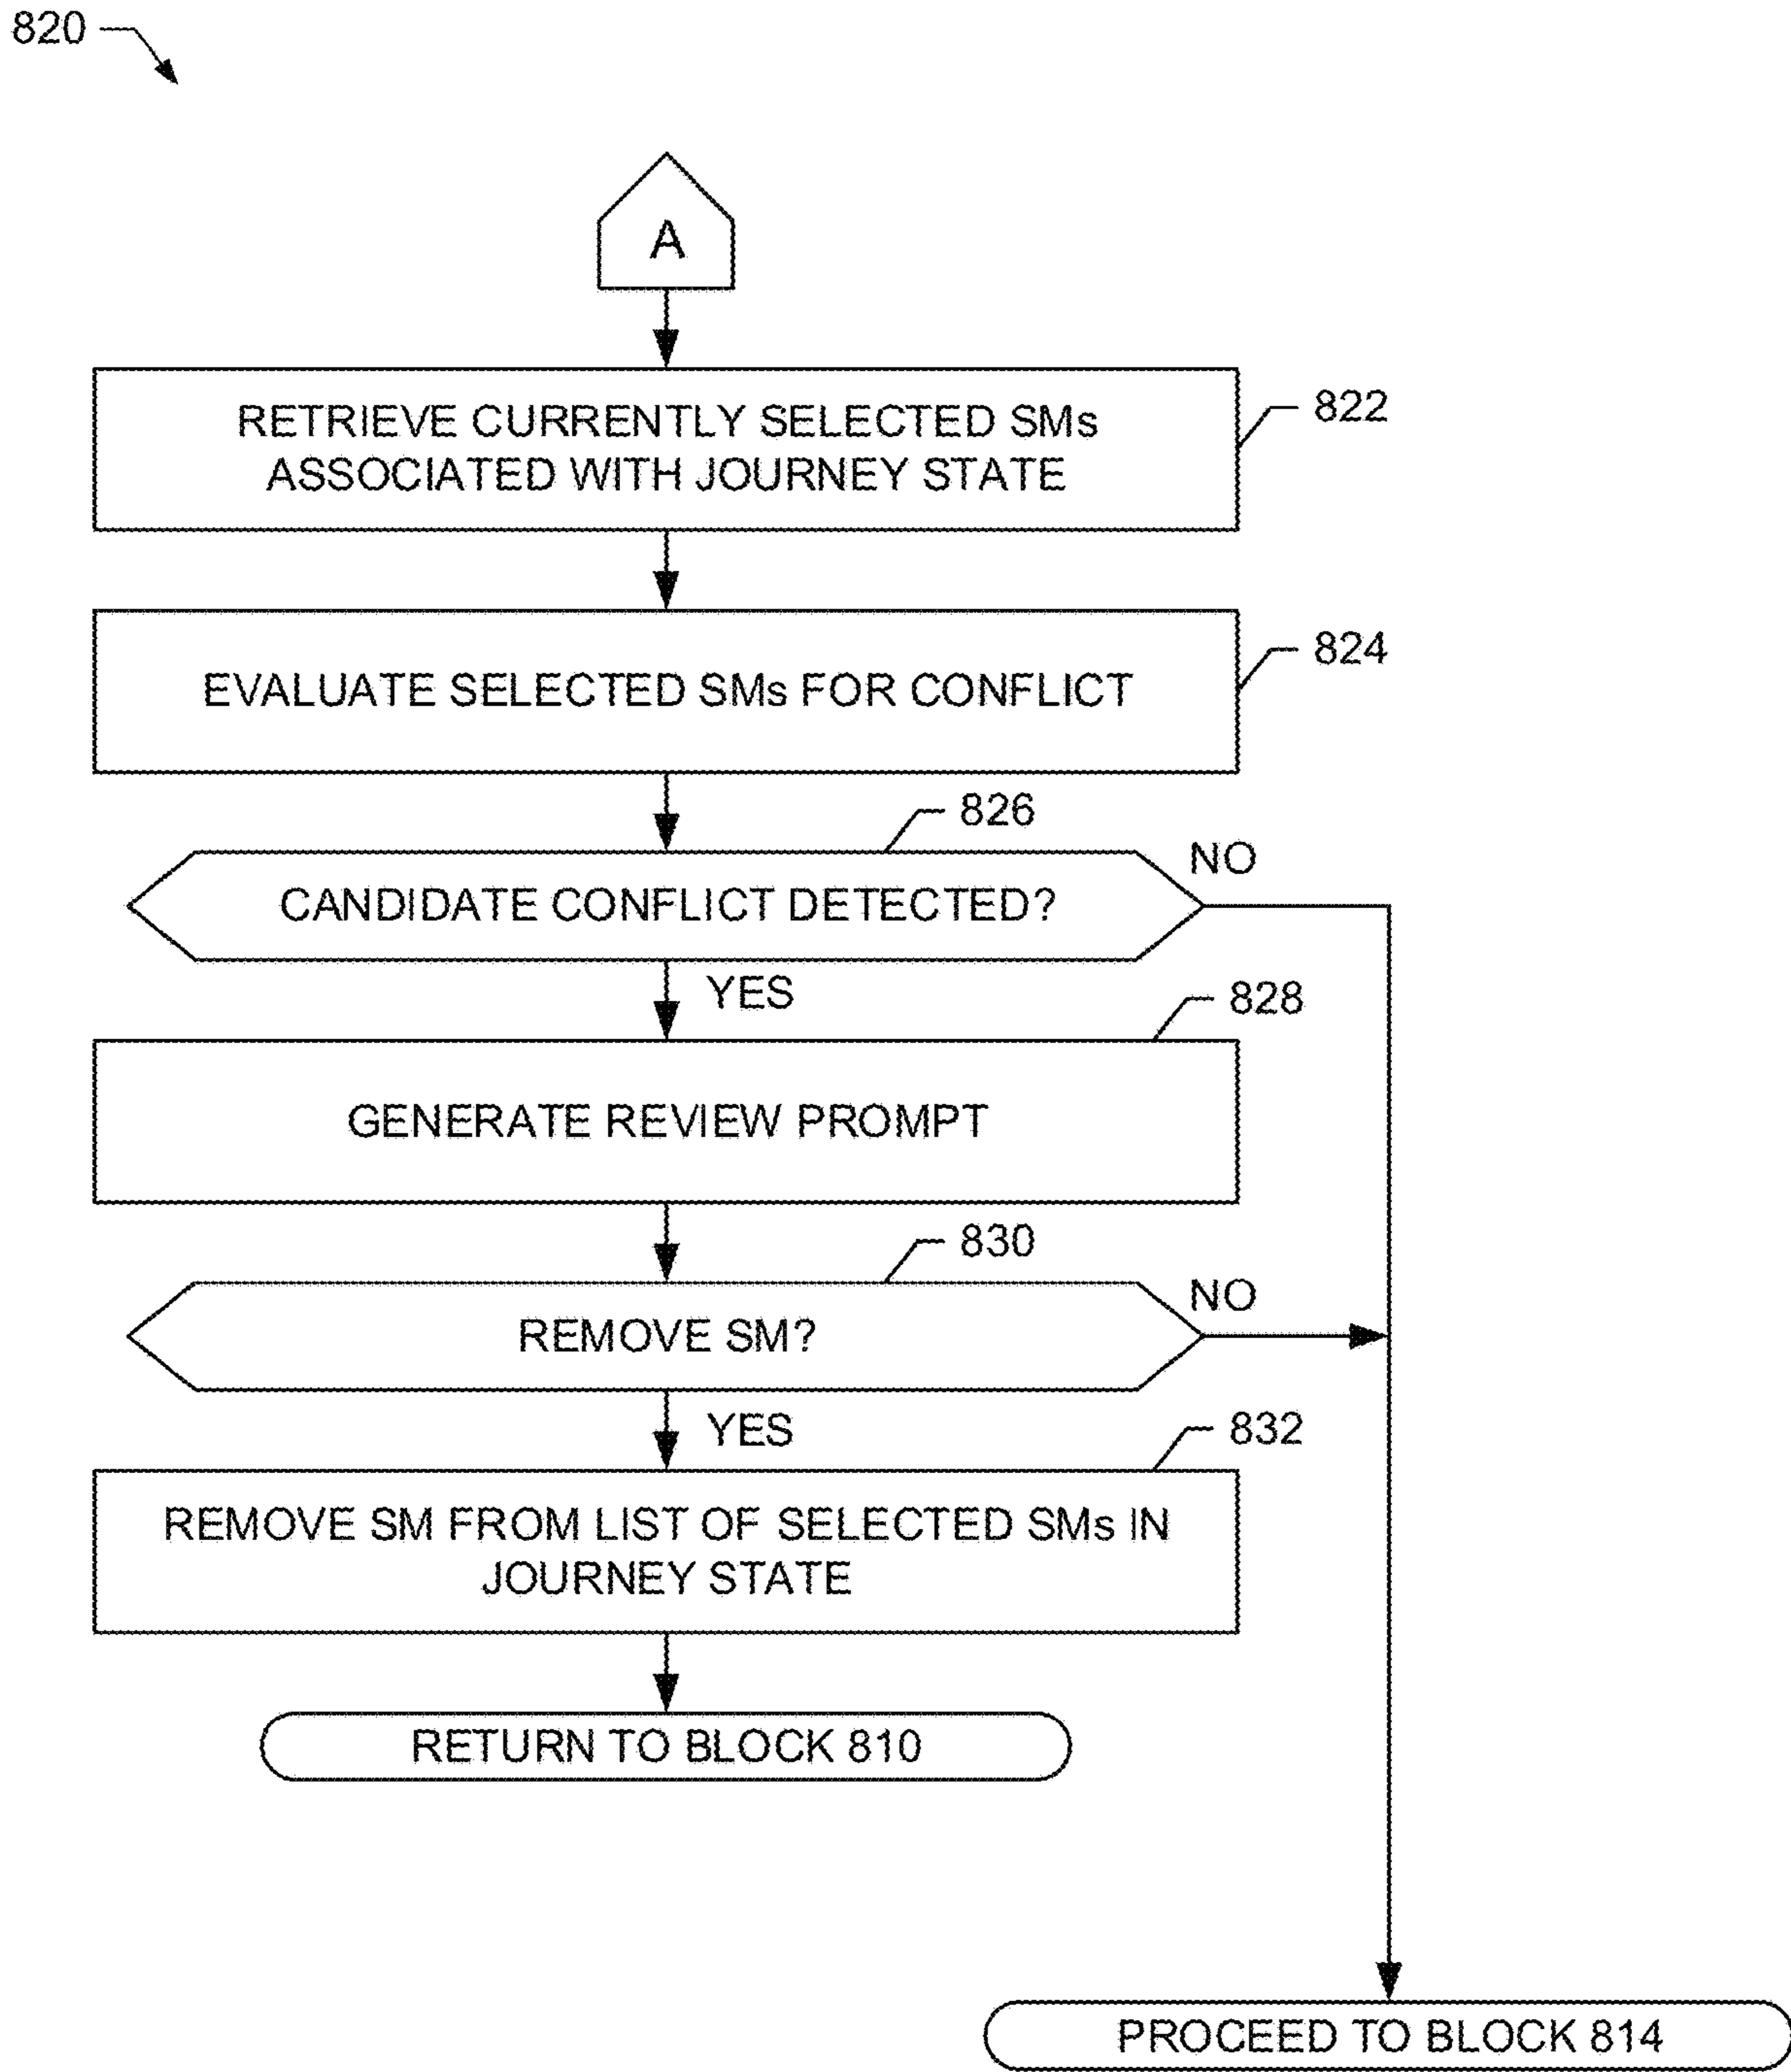 820
A
RETRIEVE CURRENTLY SELECTED SMs
ASSOCIATED WITH JOURNEY STATE
822
EVALUATE SELECTED SMs FOR CONFLICT
824
826
CANDIDATE CONFLICT DETECTED?
NO
YES
828
GENERATE REVIEW PROMPT
830
REMOVE SM?
NO
YES
832
REMOVE SM FROM LIST OF SELECTED SMs IN
JOURNEY STATE
RETURN TO BLOCK 810
PROCEED TO BLOCK 814